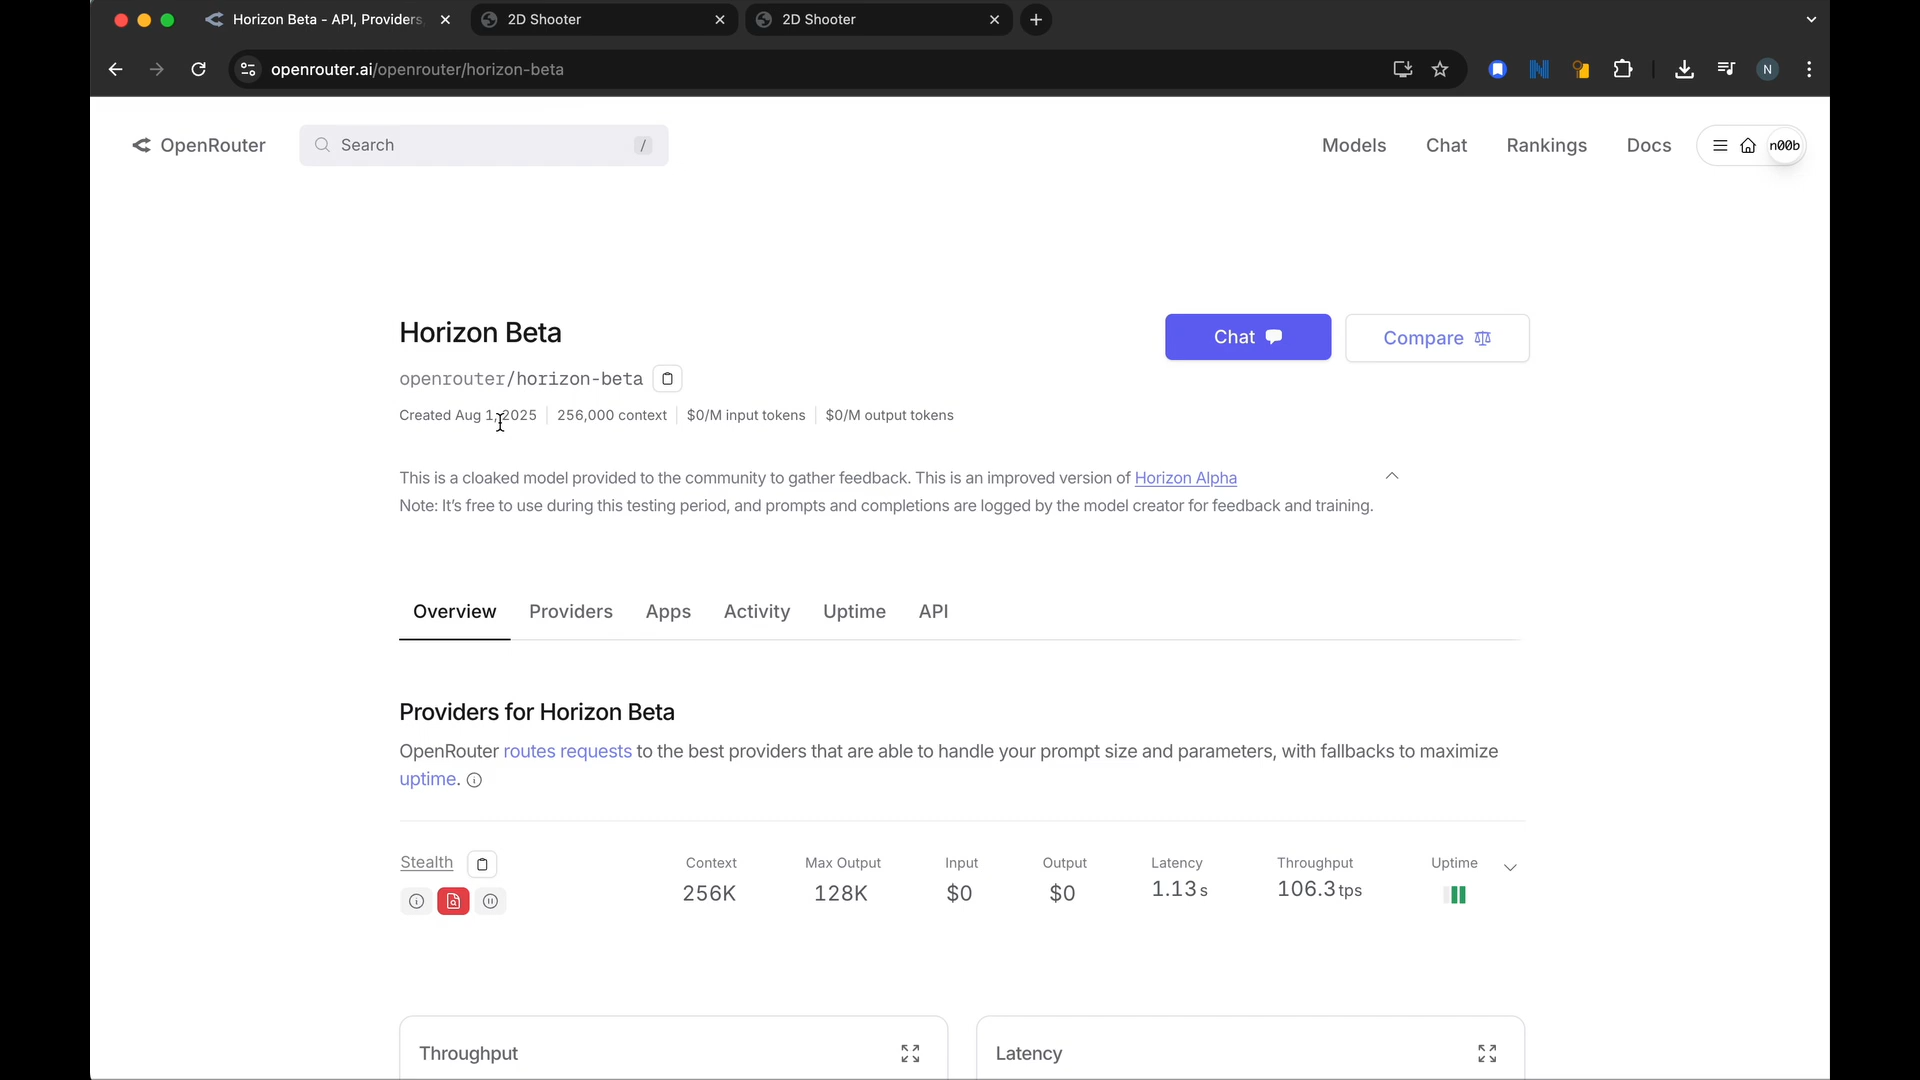 Horizon Beta - API, Providers,
2D Shooter
2D Shooter
openrouter.ai/openrouter/horizon-beta
N
OpenRouter
Search
/
Models
Chat
Rankings
Docs
n00b
Horizon Beta
Chat
Compare
openrouter/horizon-beta
Created Aug 1, 2025
256,000 context
$0/M input tokens
$0/M output tokens
This is a cloaked model provided to the community to gather feedback. This is an improved version of Horizon Alpha
Note: It’s free to use during this testing period, and prompts and completions are logged by the model creator for feedback and training.
Overview
Providers
Apps
Activity
Uptime
API
Providers for Horizon Beta
OpenRouter routes requests to the best providers that are able to handle your prompt size and parameters, with fallbacks to maximize
uptime.
Stealth
Context
Max Output
Input
Output
Latency
Throughput
Uptime
256K
128K
$0
$0
1.13s
106.3tps
Throughput
Latency